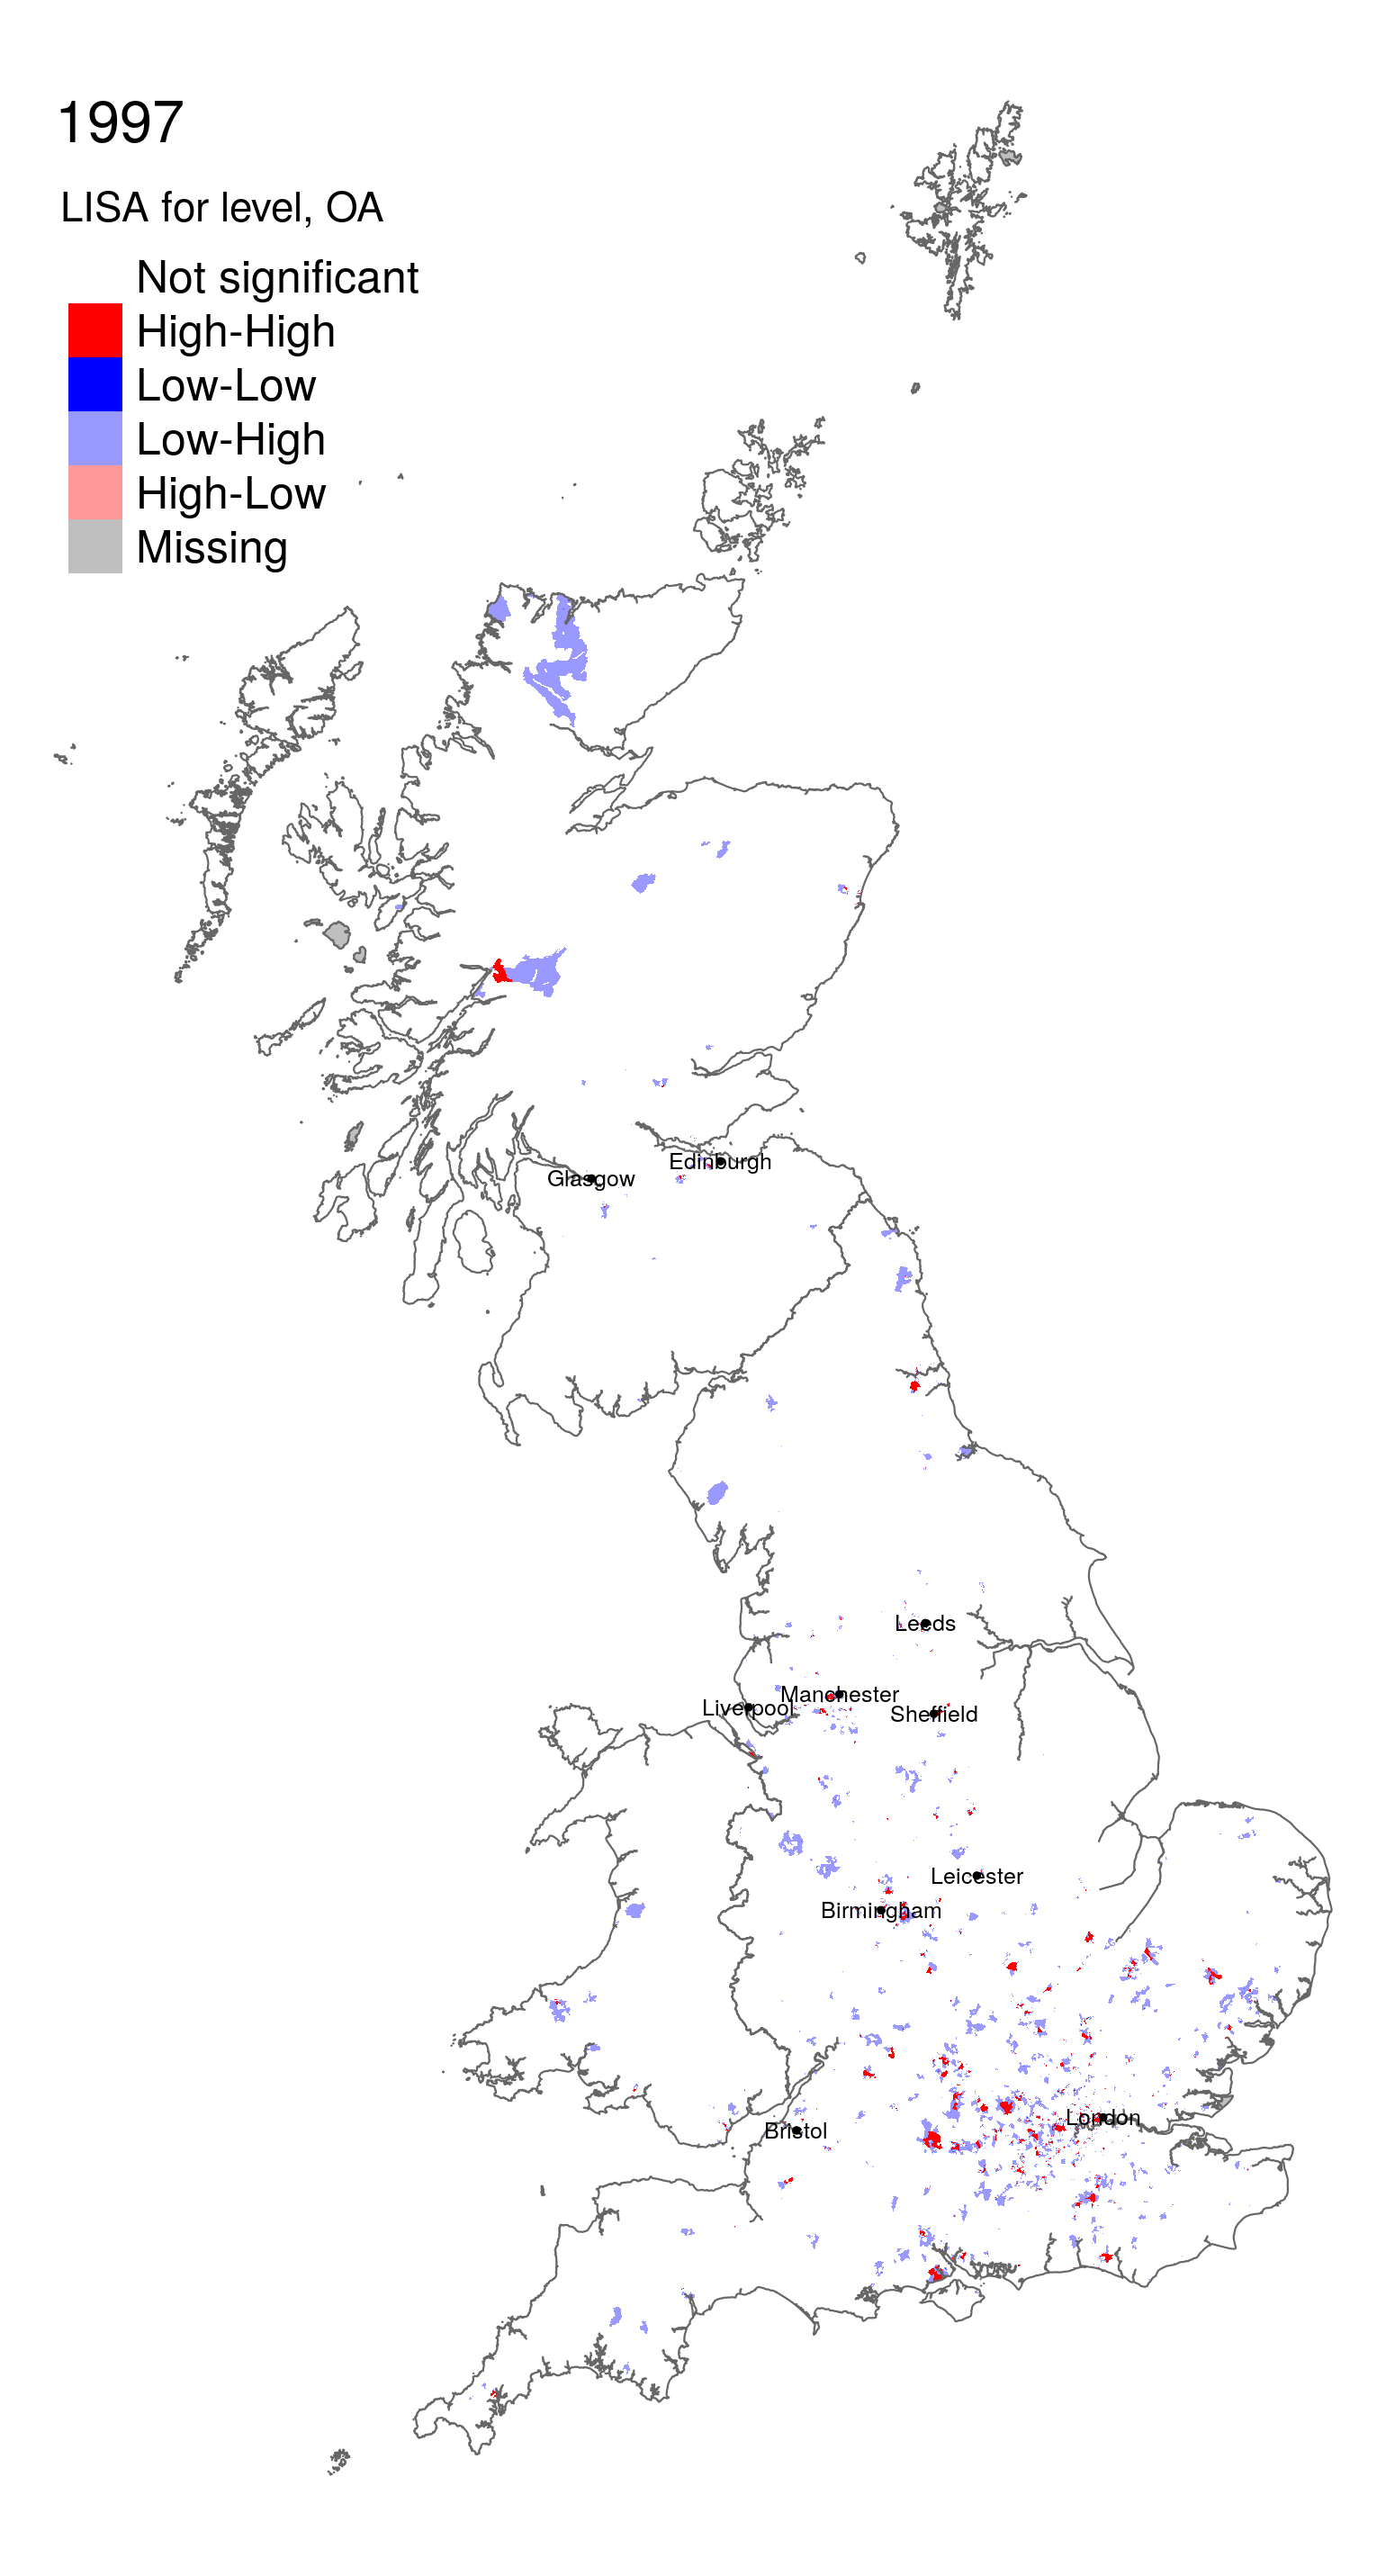 1997
LISA for level, OA
Not significant
High-High
Low-Low
Low-High
High-Low
Missing
Edinburgh
Glasgow
Leeds
Manchester
Liverpool
Sheffield
Leicester
Birmingham
London
Bristol